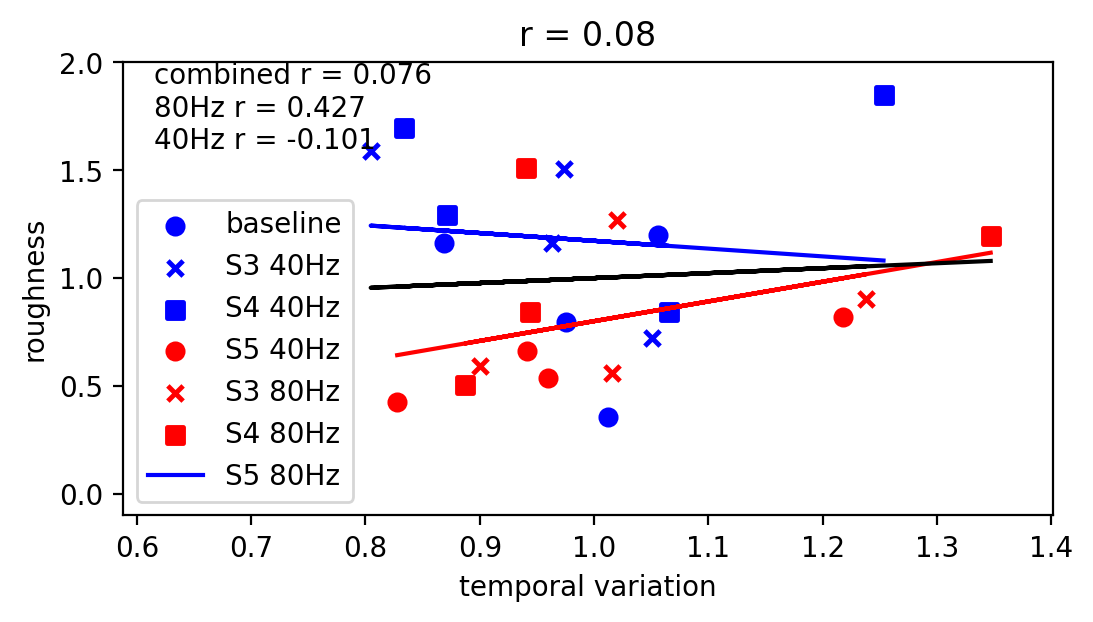 r = 0.08
combined r = 0.076
80Hz r = 0.427
40Hz r = -0.101
baseline
S3 40Hz
S4 40Hz
S5 40Hz
S3 80Hz
S4 80Hz
S5 80Hz
roughness
2.0
1.5
1.0
0.5
0.0
0.6 0.7 0.8 0.9 1.0 1.1 1.2 1.3 1.4
temporal variation